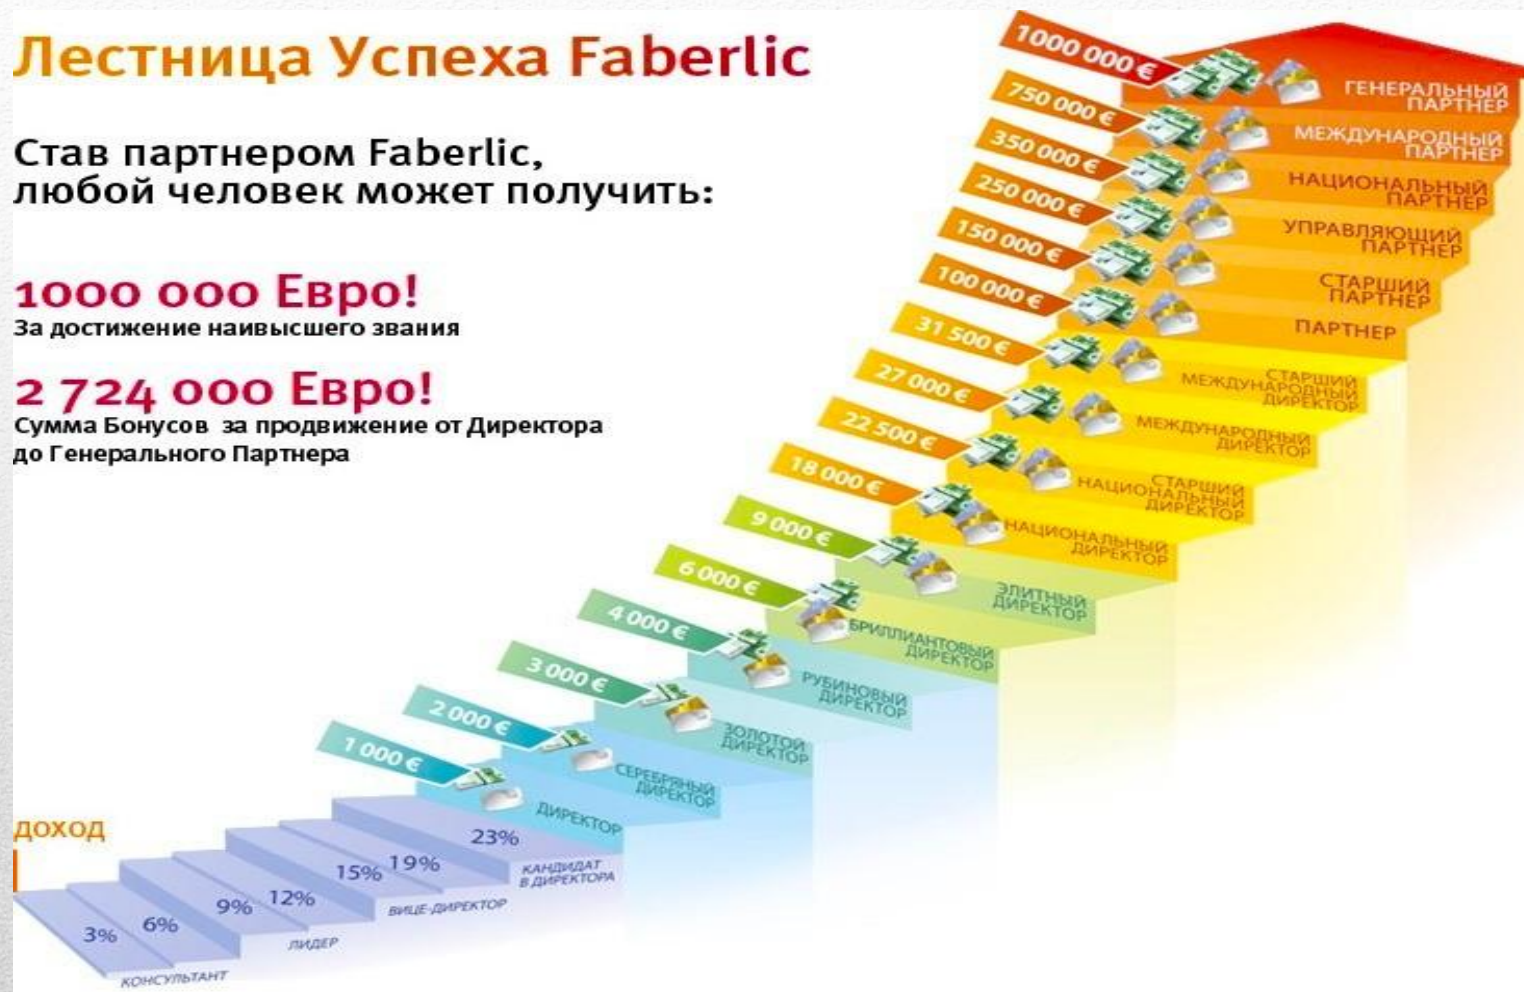 Лестница Успеха Faberlic
Став партнером Faberlic,
любой человек может получить:
1000 000 Евро!
За достижение наивысшего звания
2 724 000 Евро!
Сумма Бонусов за продвижение от Директора
до Генерального Партнера
1000 000 €
ГЕНЕРАЛЬНЫЙ
ПАРТНЕР
750 000 €
МЕЖДУНАРОДНЫЙ
ПАРТНЕР
350 000 €
НАЦИОНАЛЬНЫЙ
ПАРТНЕР
250 000 €
УПРАВЛЯЮЩИЙ
ПАРТНЕР
150 000 €
СТАРШИЙ
ПАРТНЕР
100 000 €
ПАРТНЕР
31 500 €
СТАРШИЙ
МЕЖДУНАРОДНЫЙ
ДИРЕКТОР
27 000 €
МЕЖДУНАРОДНЫЙ
ДИРЕКТОР
22 500 €
СТАРШИЙ
НАЦИОНАЛЬНЫЙ
ДИРЕКТОР
18 000 €
НАЦИОНАЛЬНЫЙ
ДИРЕКТОР
9 000 €
ЭЛИТНЫЙ
ДИРЕКТОР
6 000 €
БРИЛЛИАНТОВЫЙ
ДИРЕКТОР
4 000 €
РУБИНОВЫЙ
ДИРЕКТОР
3 000 €
ЗОЛОТОЙ
ДИРЕКТОР
2 000 €
СЕРЕБРЯНЫЙ
ДИРЕКТОР
1 000 €
ДИРЕКТОР
ДОХОД
23%
КАНДИДАТ
В ДИРЕКТОРА
15% 19%
ВИЦЕ-ДИРЕКТОР
9% 12%
ЛИДЕР
3% 6%
КОНСУЛЬТАНТ